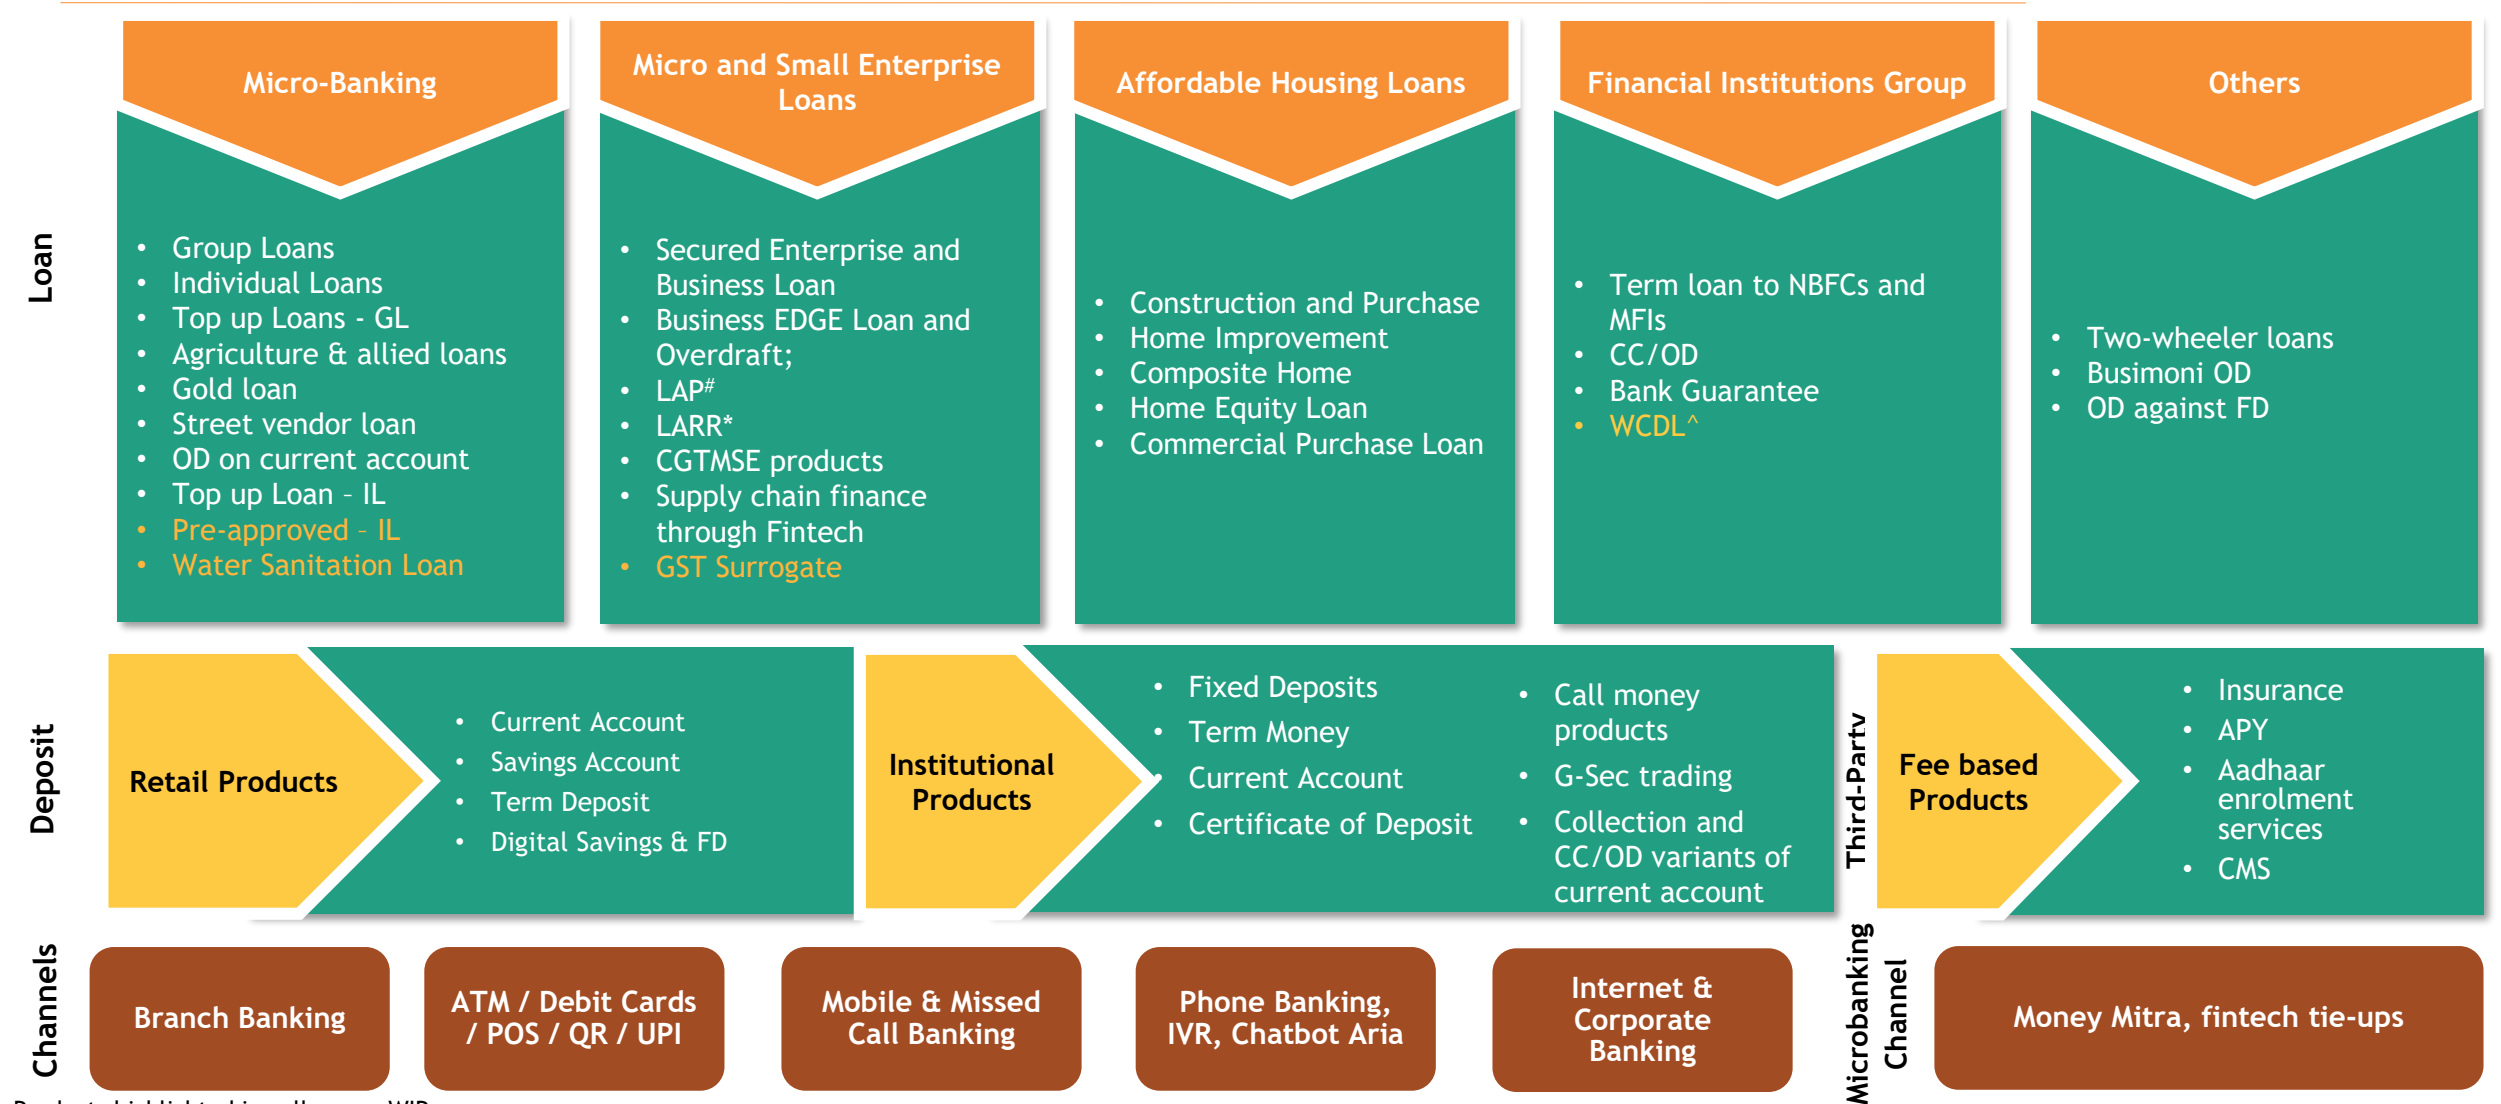 Micro-Banking
Micro and Small Enterprise
Loans
Affordable Housing Loans
Financial Institutions Group
Others
Loan
• Group Loans
• Individual Loans
• Top up Loans - GL
• Agriculture & allied loans
• Gold loan
• Street vendor loan
• OD on current account
• Top up Loan – IL
• Pre-approved – IL
• Water Sanitation Loan
• Secured Enterprise and
Business Loan
• Business EDGE Loan and
Overdraft;
• LAP#
• LARR*
• CGTMSE products
• Supply chain finance
through Fintech
• GST Surrogate
• Construction and Purchase
• Home Improvement
• Composite Home
• Home Equity Loan
• Commercial Purchase Loan
• Term loan to NBFCs and
MFIs
• CC/OD
• Bank Guarantee
• WCDL^
• Two-wheeler loans
• Busimoni OD
• OD against FD
Deposit
Retail Products
• Current Account
• Savings Account
• Term Deposit
• Digital Savings & FD
Institutional
Products
• Fixed Deposits
• Term Money
• Current Account
• Certificate of Deposit
• Call money
products
• G-Sec trading
• Collection and
CC/OD variants of
current account
Third-Party
Fee based
Products
• Insurance
• APY
• Aadhaar
enrolment
services
• CMS
Channels
Branch Banking
ATM / Debit Cards
/ POS / QR / UPI
Mobile & Missed
Call Banking
Phone Banking,
IVR, Chatbot Aria
Internet &
Corporate
Banking
Microbanking
Channel
Money Mitra, fintech tie-ups